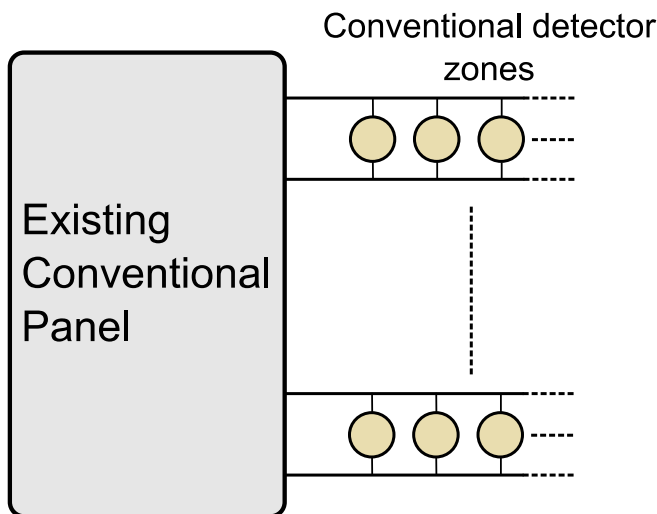 Conventional detector
zones
Existing
Conventional
Panel